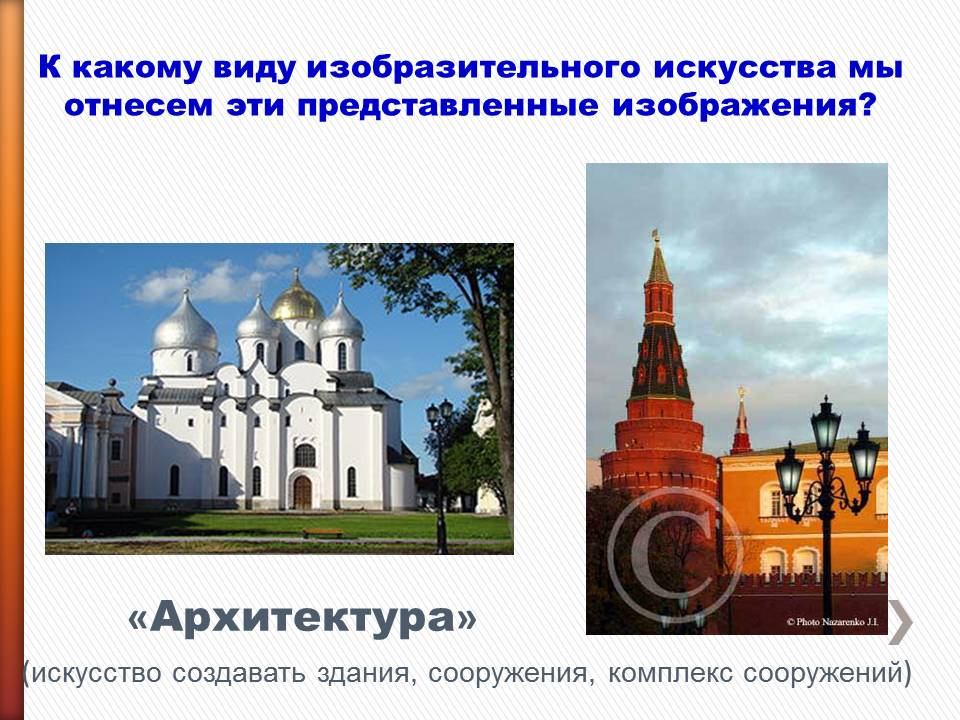 К какому виду изобразительного искусства мы
отнесем эти представленные изображения?
© Photo Nazarenko J.I.
«Архитектура»
(искусство создавать здания, сооружения, комплекс сооружений)